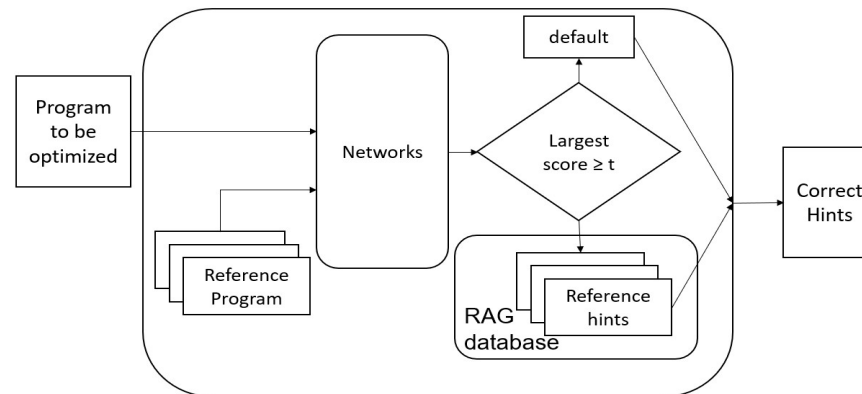 Program
to be
optimized
Reference
Program
Networks
default
Largest
score ≥ t
RAG
database
Reference
hints
Correct
Hints